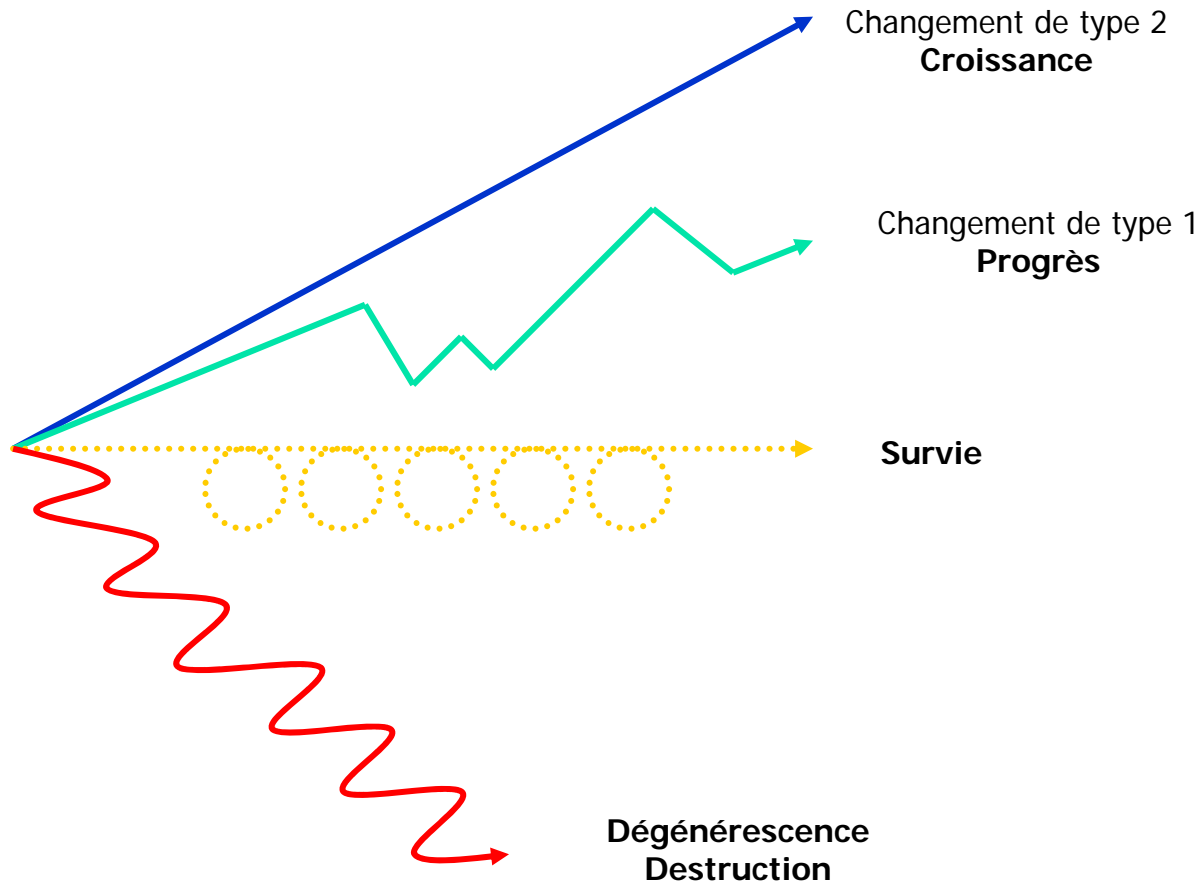 Changement de type 2
Croissance
Changement de type 1
Progrès
Survie
Dégénérescence
Destruction